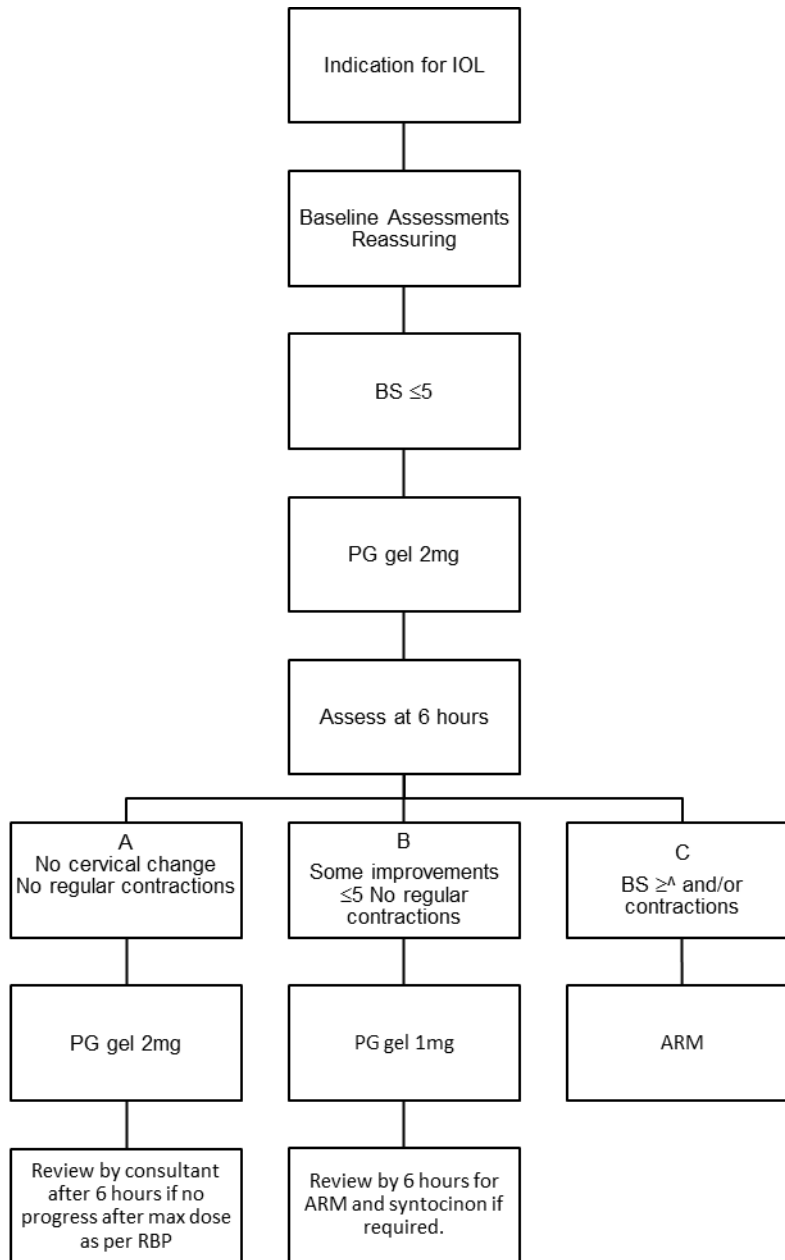 Indication for IOL
Baseline Assessments
Reassuring
BS ≤5
PG gel 2mg
Assess at 6 hours
A
No cervical change
No regular contractions
B
Some improvements
≤5 No regular
contractions
C
BS ≥^ and/or
contractions
PG gel 2mg
PG gel 1mg
ARM
Review by consultant
after 6 hours if no
progress after max dose
as per RBP
Review by 6 hours for
ARM and syntocinon if
required.